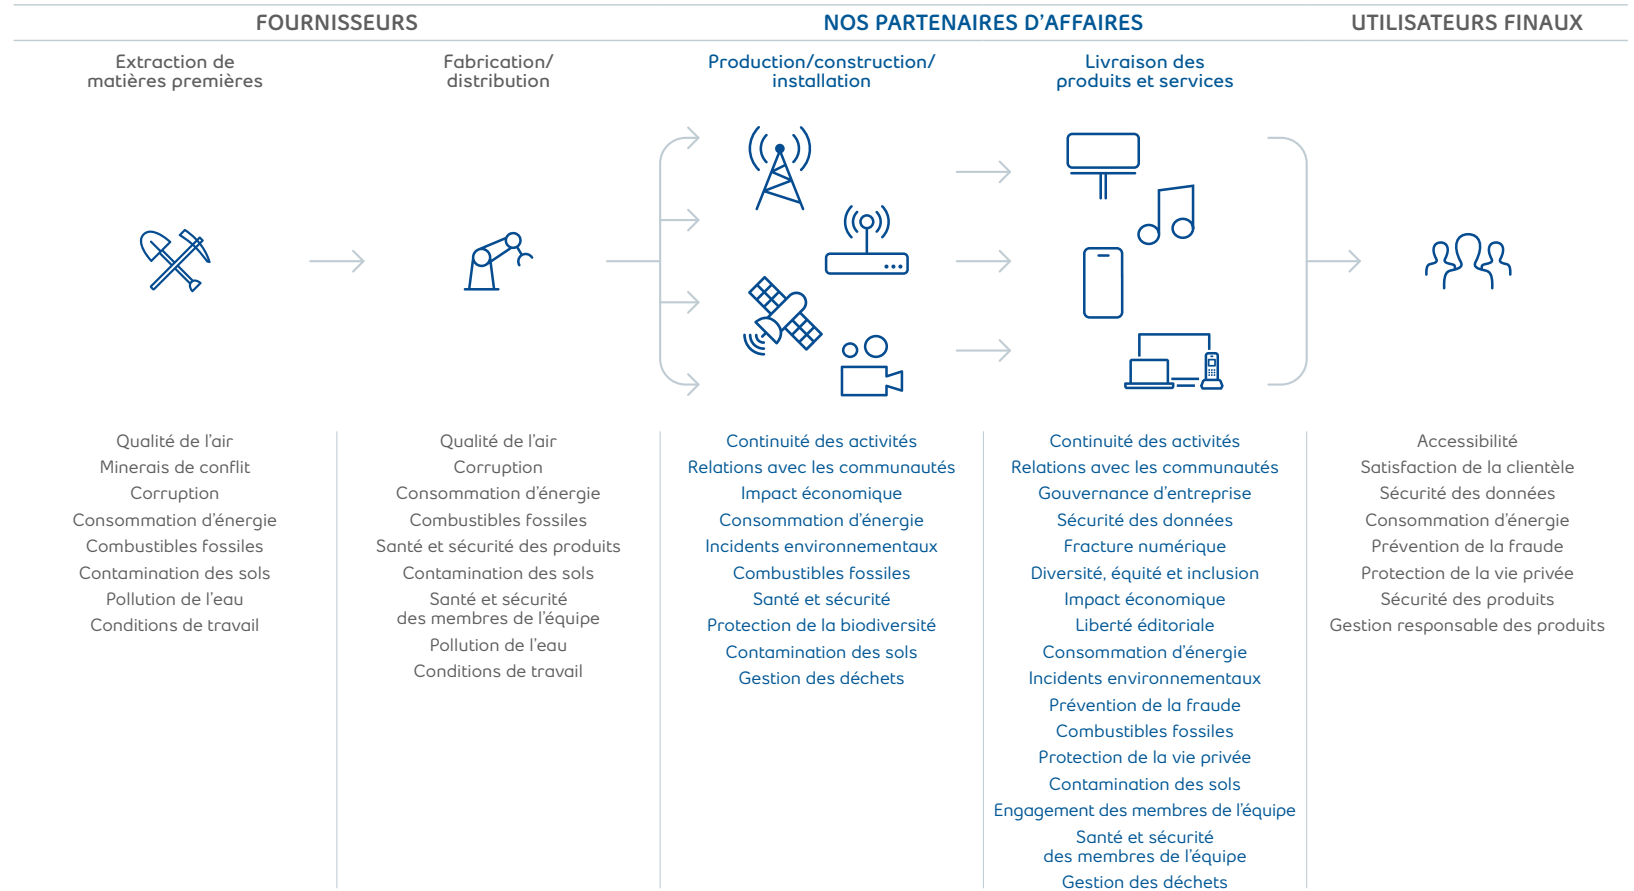 FOURNISSEURS
NOS PARTENAIRES D’AFFAIRES
UTILISATEURS FINAUX
Extraction de
matières premières
Fabrication/
distribution
Production/construction/
installation
Livraison des
produits et services
Qualité de l’air
Minerais de conflit
Corruption
Consommation d’énergie
Combustibles fossiles
Contamination des sols
Pollution de l’eau
Conditions de travail
Qualité de l’air
Corruption
Consommation d’énergie
Combustibles fossiles
Santé et sécurité des produits
Contamination des sols
Santé et sécurité
des membres de l’équipe
Pollution de l’eau
Conditions de travail
Continuité des activités
Relations avec les communautés
Impact économique
Consommation d’énergie
Incidents environnementaux
Combustibles fossiles
Santé et sécurité
Protection de la biodiversité
Contamination des sols
Gestion des déchets
Continuité des activités
Relations avec les communautés
Gouvernance d’entreprise
Sécurité des données
Fracture numérique
Diversité, équité et inclusion
Impact économique
Liberté éditoriale
Consommation d’énergie
Incidents environnementaux
Prévention de la fraude
Combustibles fossiles
Protection de la vie privée
Contamination des sols
Engagement des membres de l’équipe
Santé et sécurité
des membres de l’équipe
Gestion des déchets
Accessibilité
Satisfaction de la clientèle
Sécurité des données
Consommation d’énergie
Prévention de la fraude
Protection de la vie privée
Sécurité des produits
Gestion responsable des produits